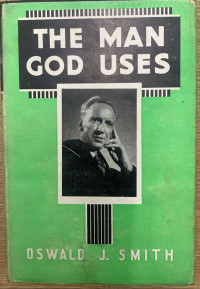 THE MAN
GOD USES
OSWALD J. SMITH